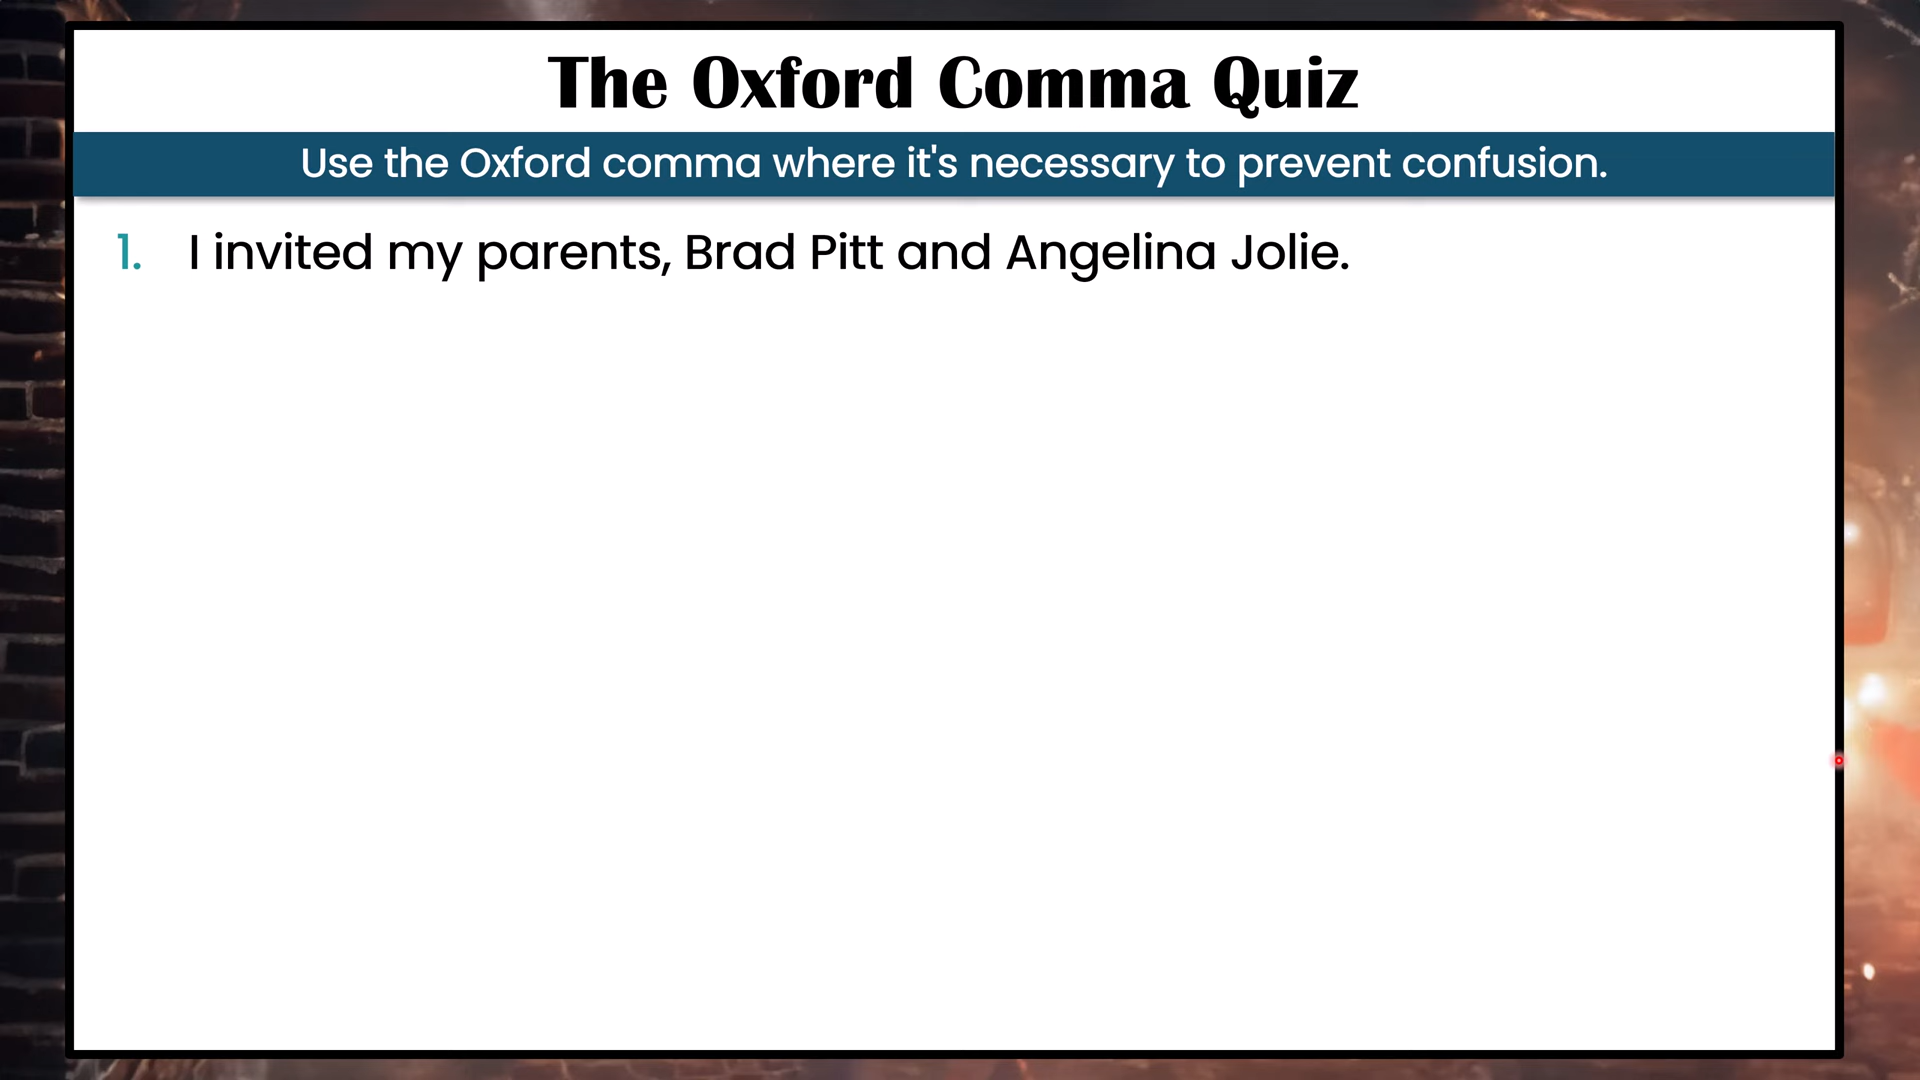 The Oxford Comma Quiz
Use the Oxford comma where it's necessary to prevent confusion.
1. I invited my parents, Brad Pitt and Angelina Jolie.